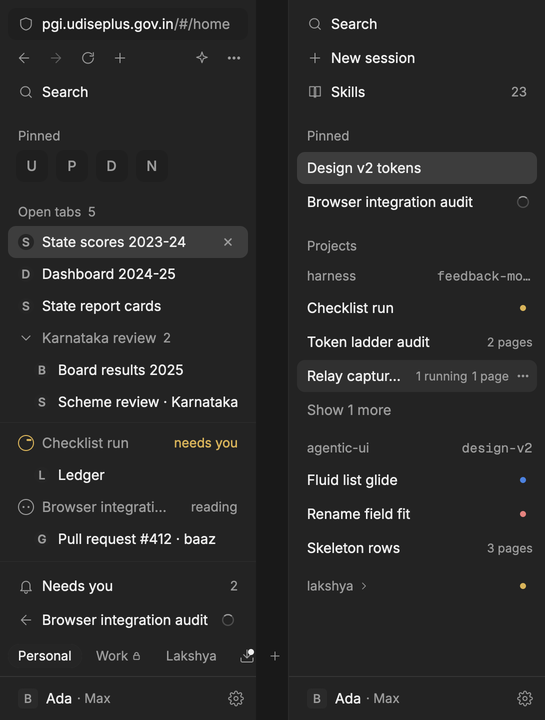 pgi.udiseplus.gov.in/#/home
Search
Pinned
U P D N
Open tabs 5
S State scores 2023-24
D Dashboard 2024-25
S State report cards
Karnataka review 2
B Board results 2025
S Scheme review · Karnataka
Checklist run needs you
L Ledger
Browser integrati... reading
G Pull request #412 · baaz
Needs you 2
Browser integration audit
Personal Work Lakshya
B Ada · Max
Search
New session
Skills 23
Pinned
Design v2 tokens
Browser integration audit
Projects
harness feedback-mo…
Checklist run
Token ladder audit 2 pages
Relay captur... 1 running 1 page
Show 1 more
agentic-ui design-v2
Fluid list glide
Rename field fit
Skeleton rows 3 pages
lakshya
B Ada · Max